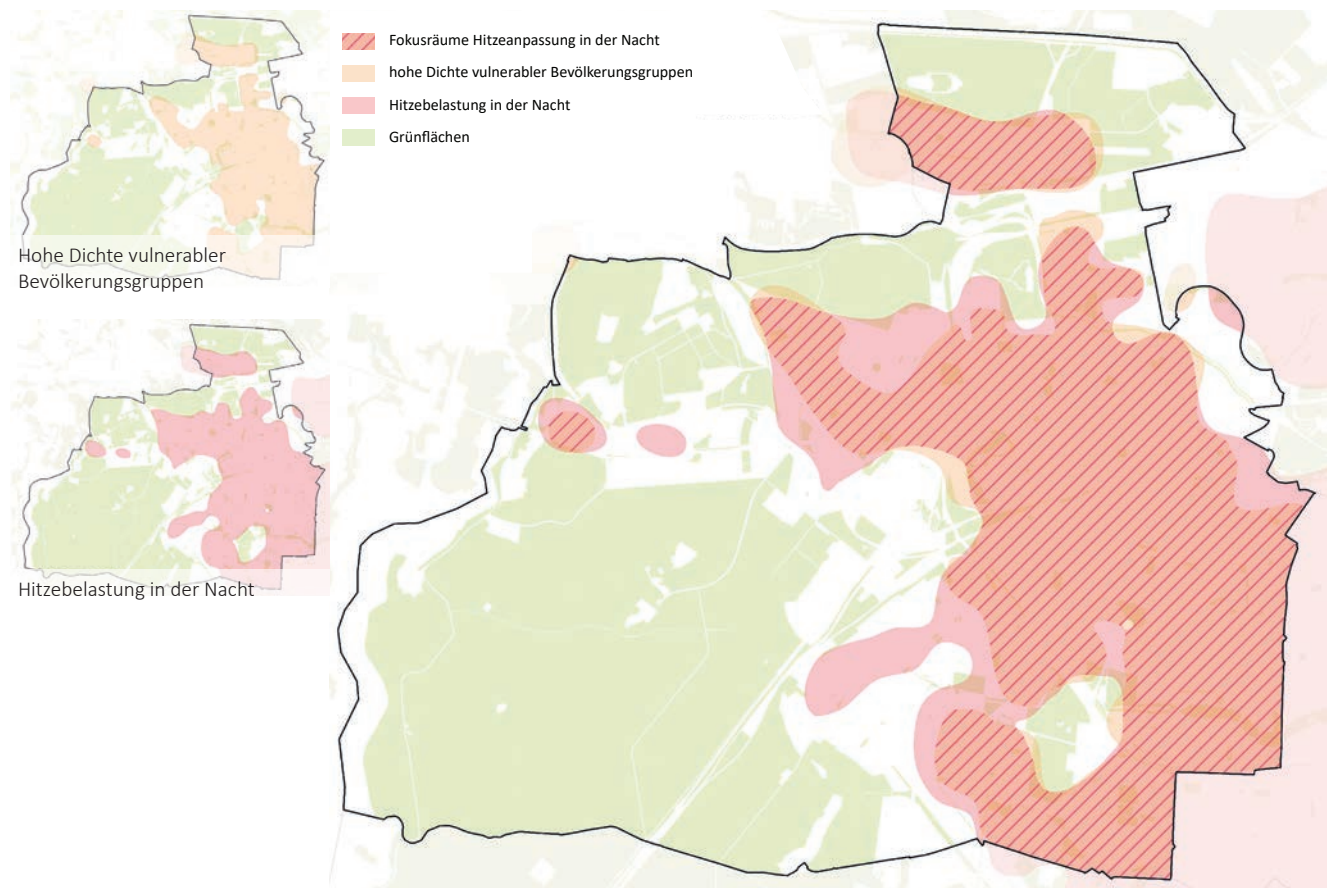 Fokusräume Hitzeanpassung in der Nacht
hohe Dichte vulnerabler Bevölkerungsgruppen
Hitzebelastung in der Nacht
Grünflächen
Hohe Dichte vulnerabler
Bevölkerungsgruppen
Hitzebelastung in der Nacht